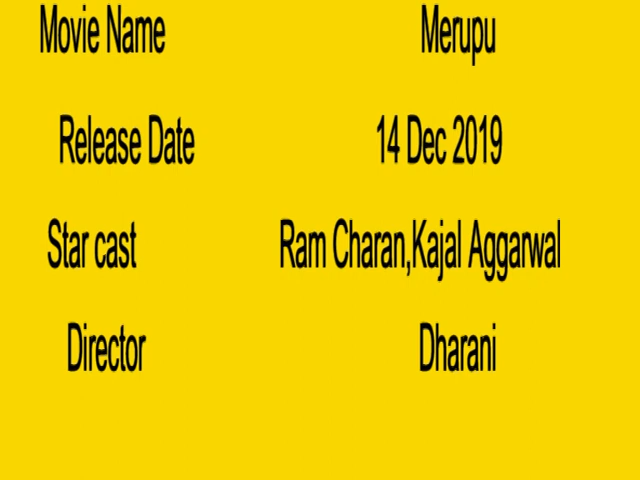 Movie Name Merupu
Release Date 14 Dec 2019
Star cast Ram Charan,Kajal Aggarwal
Director Dharani